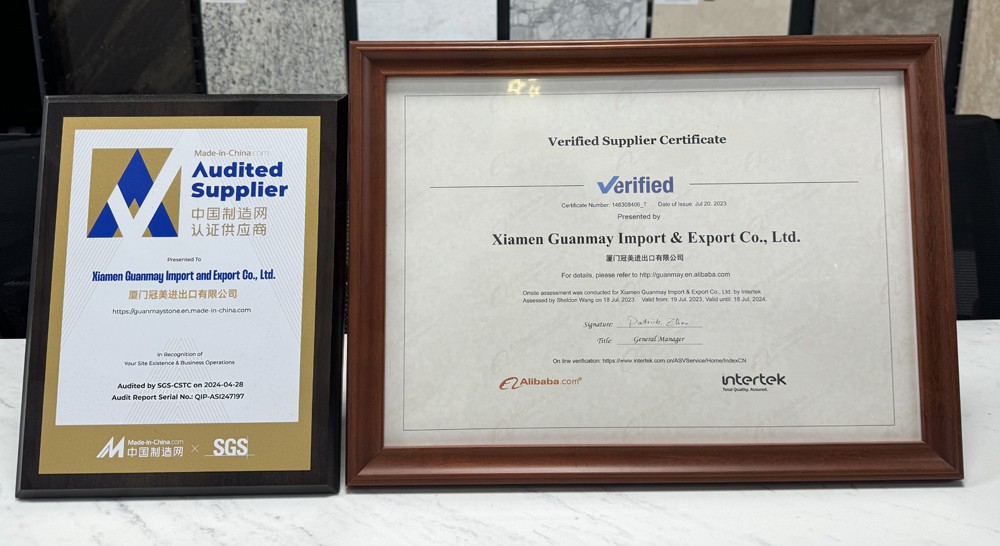 Made-in-China.com
Audited
Supplier
中国制造网
认证供应商
Presented To
Xiamen Guanmay Import and Export Co., Ltd.
厦门冠美进出口有限公司
https://guanmaystone.en.made-in-china.com
In Recognition of
Your Site Existence & Business Operations
Audited by SGS-CSTC on 2024-04-28
Audit Report Serial No.: QIP-ASI247197
Made-in-China.com
中国制造网
× SGS
Verified Supplier Certificate
Verified
Certificate Number: 146308406_T Date of Issue: Jul 20. 2023
Presented by
Xiamen Guanmay Import & Export Co., Ltd.
厦门冠美进出口有限公司
For details, please refer to http://guanmay.en.alibaba.com
Onsite assessment was conducted for Xiamen Guanmay Import & Export Co., Ltd. by Intertek
Assessed by Sheldon Wang on 18 Jul. 2023. Valid from: 19 Jul. 2023, Valid until: 18 Jul. 2024.
Signature: Patrick Zhao
Title: General Manager
On line verification: https://www.intertek.com.cn/ASVService/Home/IndexCN
Alibaba.com®
intertek
Total Quality. Assured.